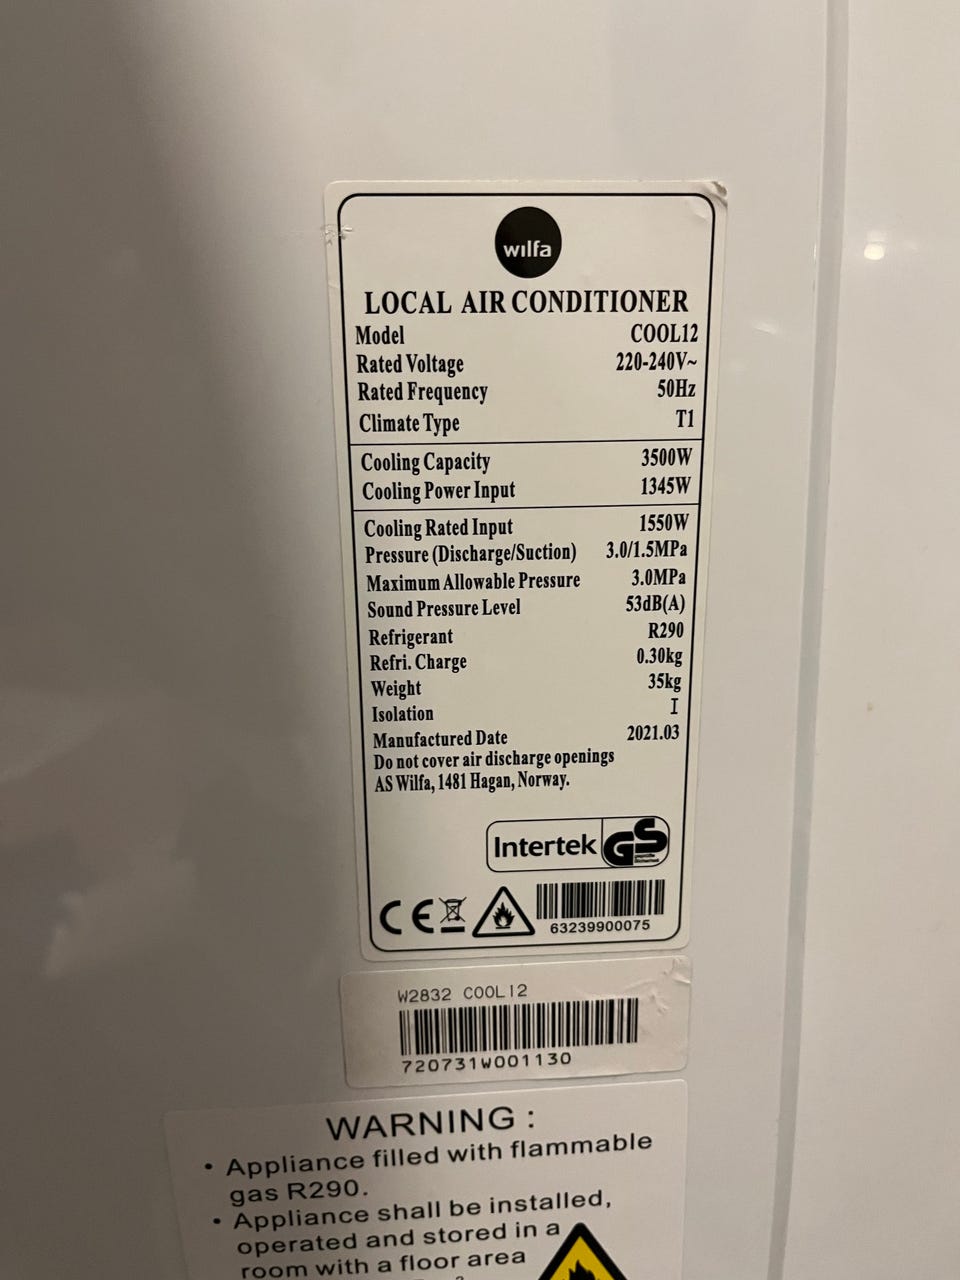 wilfa
LOCAL AIR CONDITIONER
Model COOL12
Rated Voltage 220-240V~
Rated Frequency 50Hz
Climate Type T1
Cooling Capacity 3500W
Cooling Power Input 1345W
Cooling Rated Input 1550W
Pressure (Discharge/Suction) 3.0/1.5MPa
Maximum Allowable Pressure 3.0MPa
Sound Pressure Level 53dB(A)
Refrigerant R290
Refri. Charge 0.30kg
Weight 35kg
Isolation I
Manufactured Date 2021.03
Do not cover air discharge openings
AS Wilfa, 1481 Hagan, Norway.
Intertek GS
CE
63239900075
W2832 COOL12
720731W001130
WARNING :
• Appliance filled with flammable
gas R290.
• Appliance shall be installed,
operated and stored in a
room with a floor area